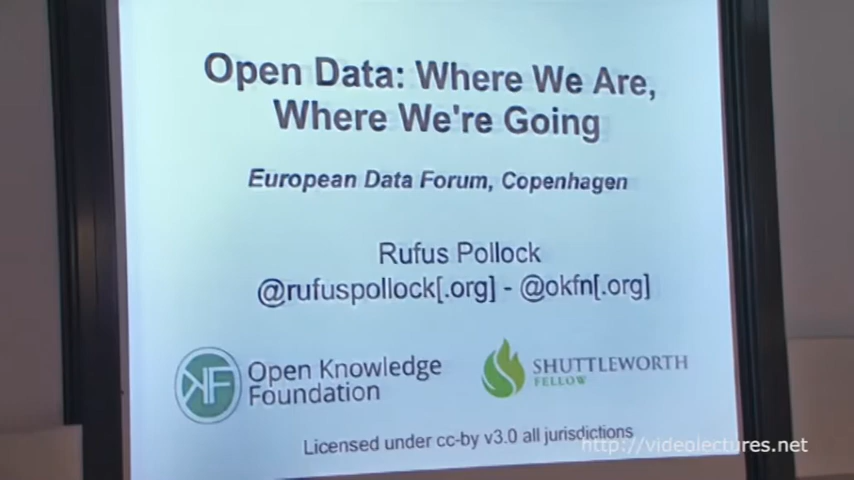 Open Data: Where We Are,
Where We're Going
European Data Forum, Copenhagen
Rufus Pollock
@rufuspollock[.org] - @okfn[.org]
Open Knowledge
Foundation
SHUTTLEWORTH
FELLOW
Licensed under cc-by v3.0 all jurisdictions
http://videolectures.net